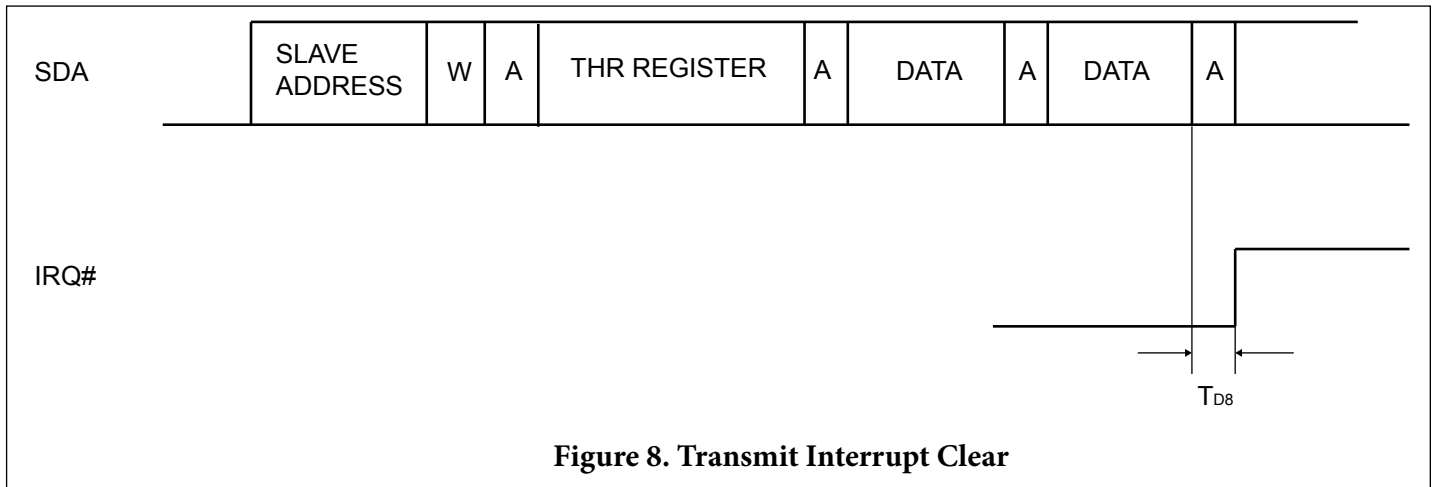 SDA
SLAVE
ADDRESS
W
A
THR REGISTER
A
DATA
A
DATA
A
IRQ#
TD8
Figure 8. Transmit Interrupt Clear